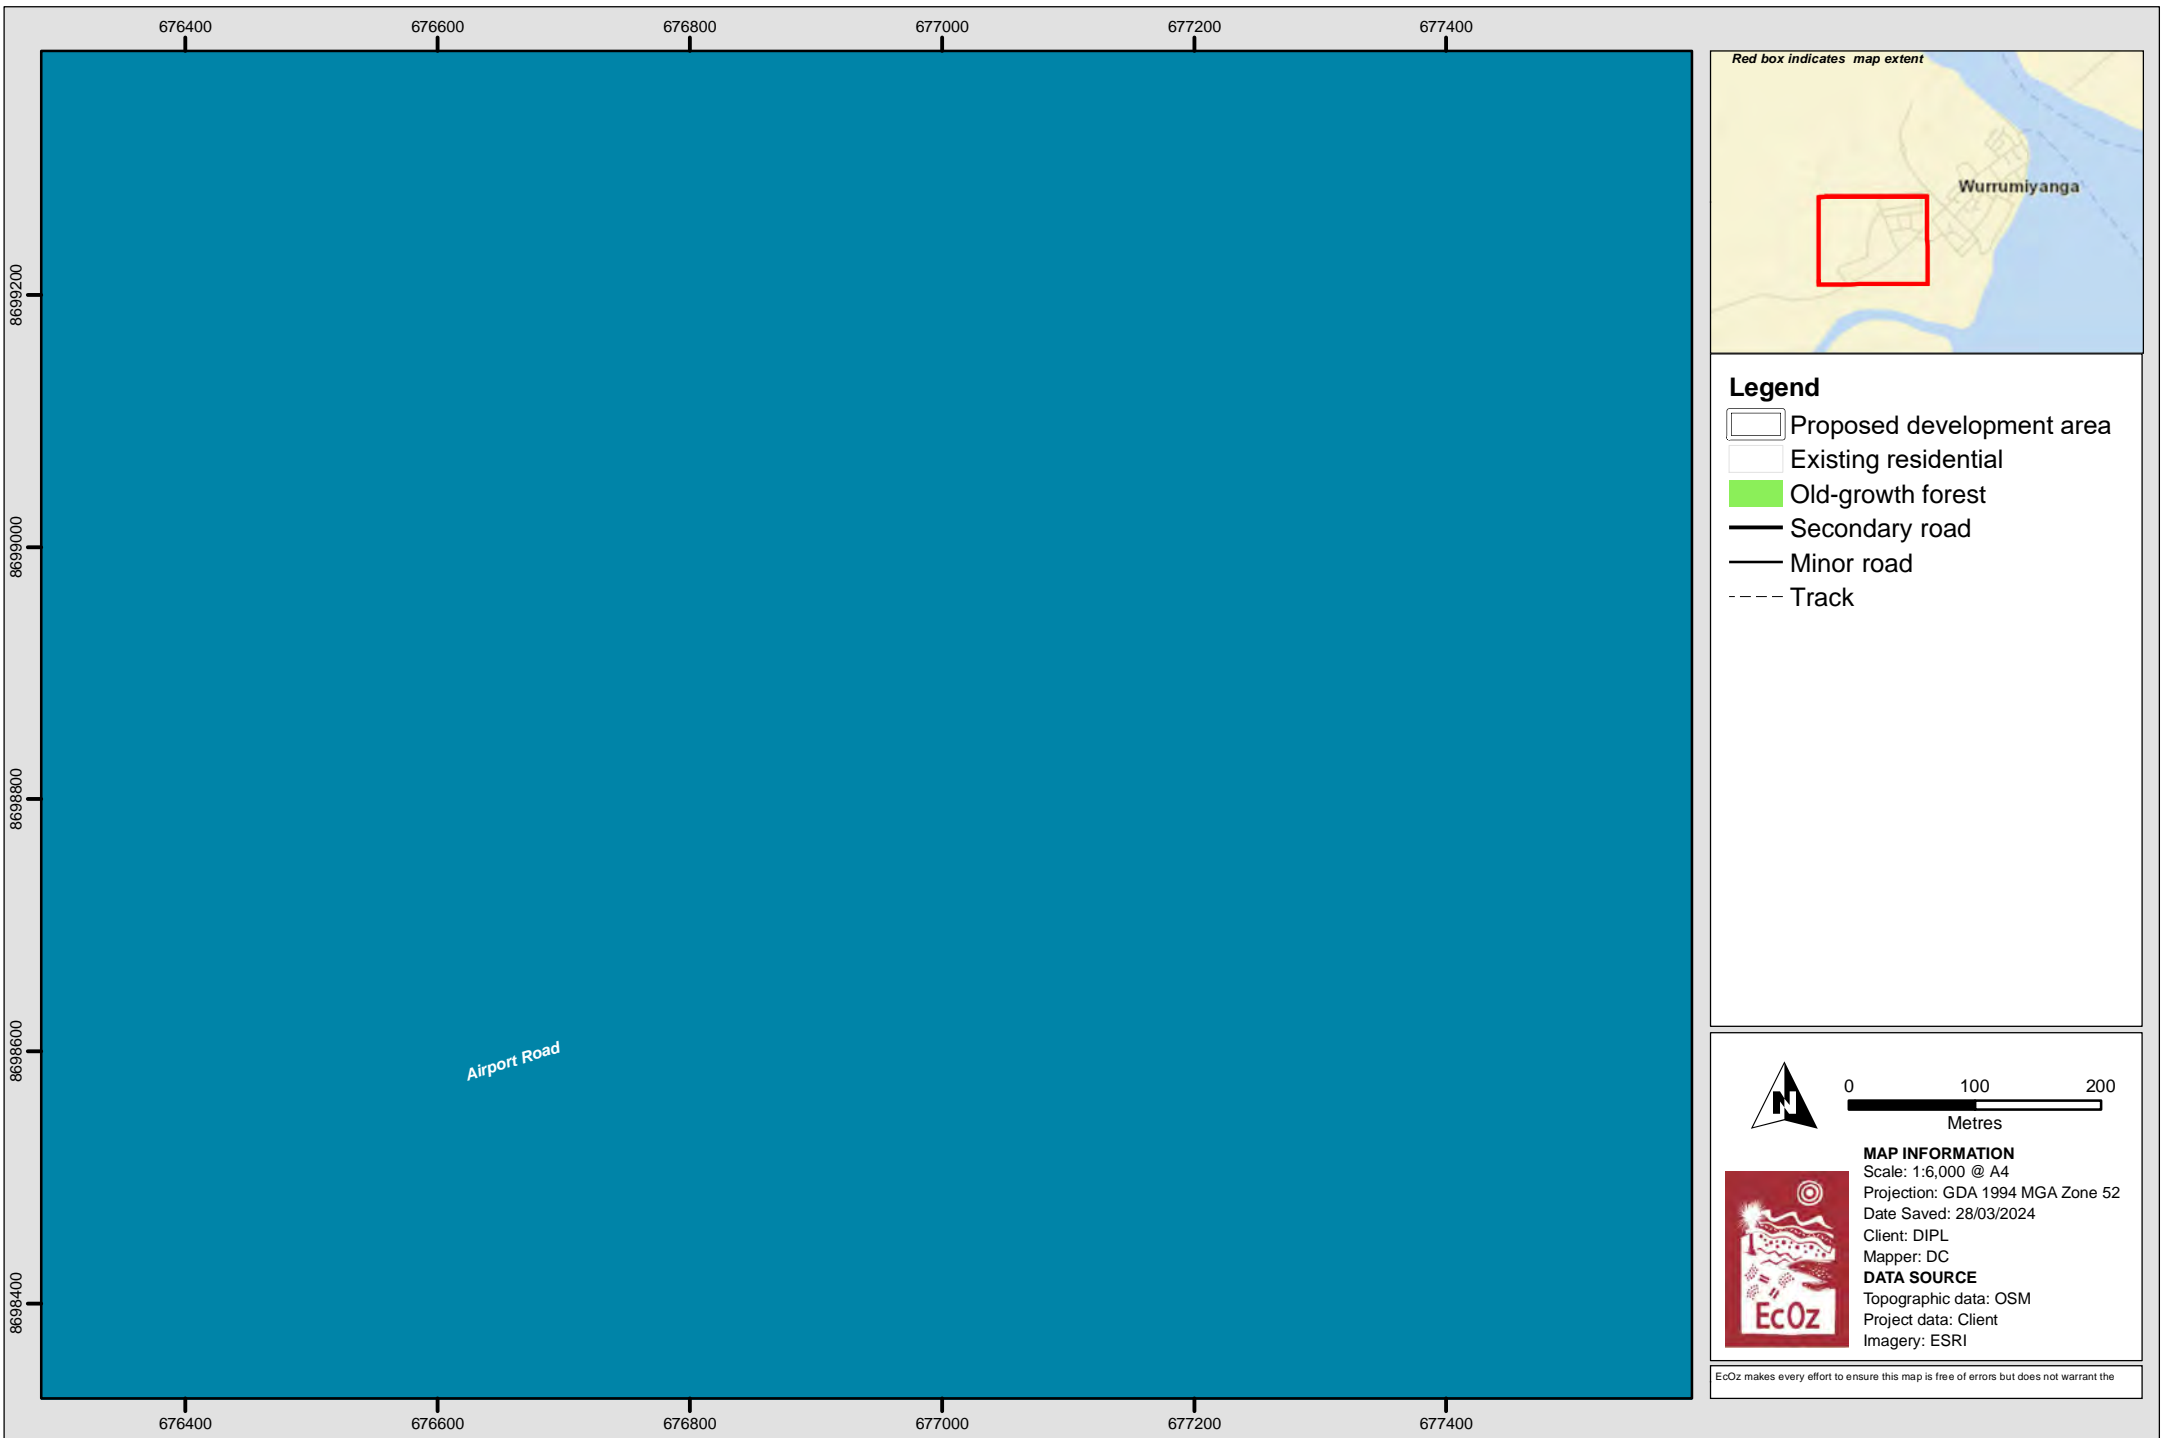 676400 676600 676800 677000 677200 677400
8699200
8699000
8698800
8698600
8698400
Airport Road
676400 676600 676800 677000 677200 677400
Red box indicates map extent
Wurrumiyanga
Legend
Proposed development area
Existing residential
Old-growth forest
Secondary road
Minor road
Track
N
0 100 200
Metres
MAP INFORMATION
Scale: 1:6,000 @ A4
Projection: GDA 1994 MGA Zone 52
Date Saved: 28/03/2024
Client: DIPL
Mapper: DC
DATA SOURCE
Topographic data: OSM
Project data: Client
Imagery: ESRI
EcOz
EcOz makes every effort to ensure this map is free of errors but does not warrant the